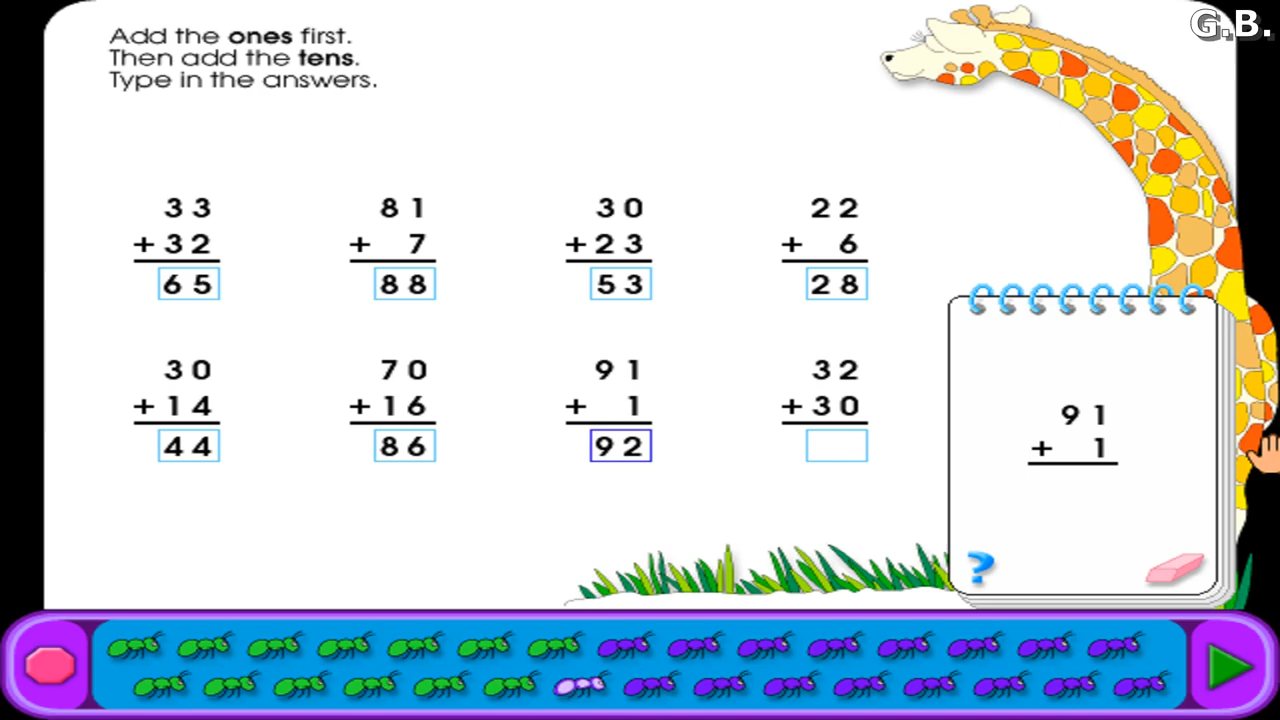 G.B.
Add the ones first.
Then add the tens.
Type in the answers.
33 81 30 22
+32 + 7 +23 + 6
65 88 53 28
30 70 91 32
+14 +16 + 1 +30
44 86 92
91
+ 1
?